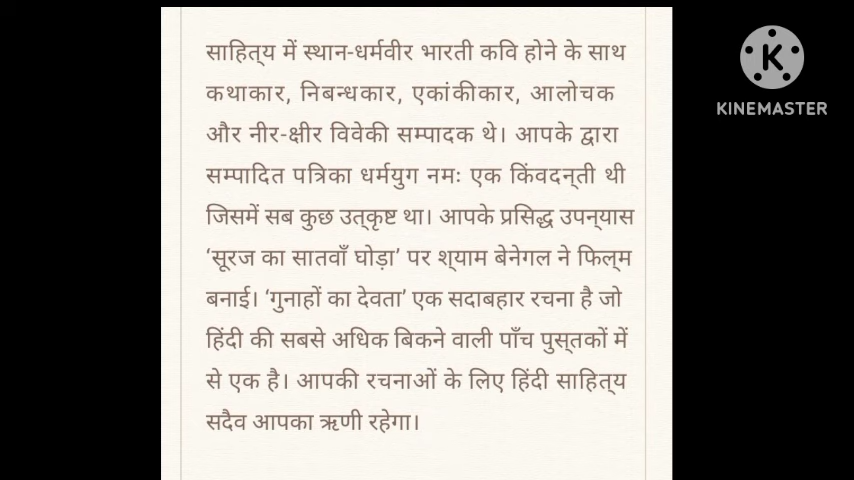 साहित्य में स्थान-धर्मवीर भारती कवि होने के साथ
कथाकार, निबन्धकार, एकांकीकार, आलोचक
और नीर-क्षीर विवेकी सम्पादक थे। आपके द्वारा
सम्पादित पत्रिका धर्मयुग नमः एक किंवदन्ती थी
जिसमें सब कुछ उत्कृष्ट था। आपके प्रसिद्ध उपन्यास
‘सूरज का सातवाँ घोड़ा’ पर श्याम बेनेगल ने फिल्म
बनाई। ‘गुनाहों का देवता’ एक सदाबहार रचना है जो
हिंदी की सबसे अधिक बिकने वाली पाँच पुस्तकों में
से एक है। आपकी रचनाओं के लिए हिंदी साहित्य
सदैव आपका ऋणी रहेगा।
K
KINEMASTER